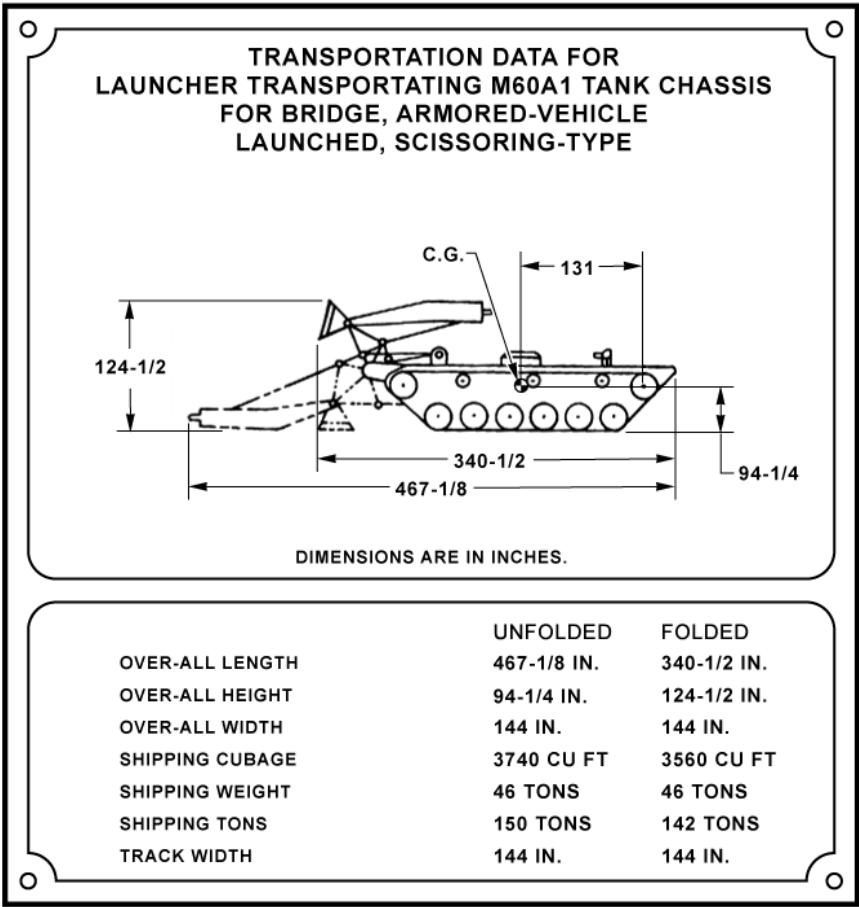 TRANSPORTATION DATA FOR
LAUNCHER TRANSPORTATING M60A1 TANK CHASSIS
FOR BRIDGE, ARMORED-VEHICLE
LAUNCHED, SCISSORING-TYPE
C.G.
131
124-1/2
340-1/2
94-1/4
467-1/8
DIMENSIONS ARE IN INCHES.
UNFOLDED FOLDED
OVER-ALL LENGTH 467-1/8 IN. 340-1/2 IN.
OVER-ALL HEIGHT 94-1/4 IN. 124-1/2 IN.
OVER-ALL WIDTH 144 IN. 144 IN.
SHIPPING CUBAGE 3740 CU FT 3560 CU FT
SHIPPING WEIGHT 46 TONS 46 TONS
SHIPPING TONS 150 TONS 142 TONS
TRACK WIDTH 144 IN. 144 IN.